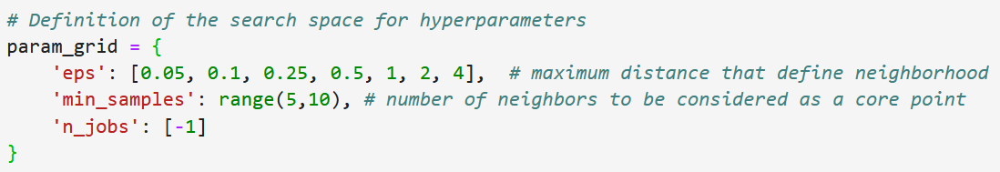 # Definition of the search space for hyperparameters
param_grid = {
    'eps': [0.05, 0.1, 0.25, 0.5, 1, 2, 4],  # maximum distance that define neighborhood
    'min_samples': range(5,10), # number of neighbors to be considered as a core point
    'n_jobs': [-1]
}